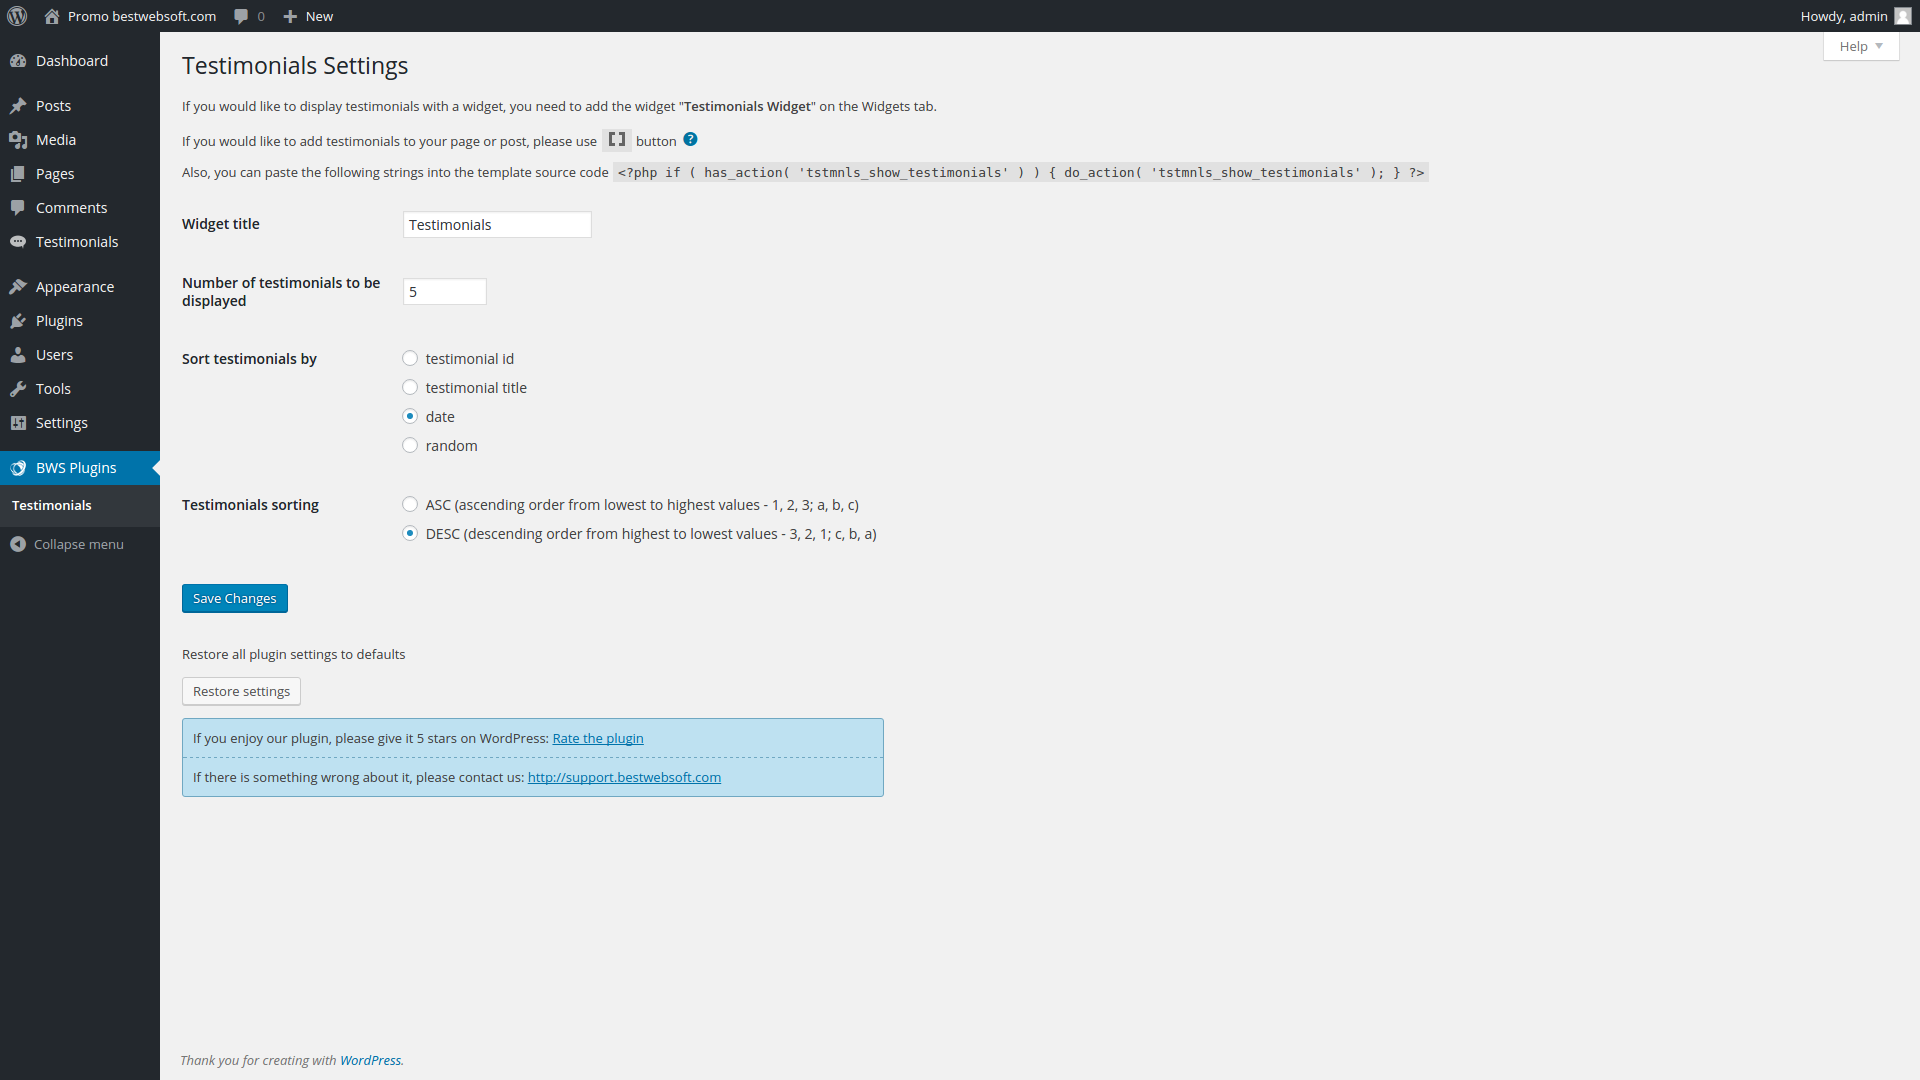 Promo bestwebsoft.com 0 New Howdy, admin
Help
Dashboard
Posts
Media
Pages
Comments
Testimonials
Appearance
Plugins
Users
Tools
Settings
BWS Plugins
Testimonials
Collapse menu
Testimonials Settings
If you would like to display testimonials with a widget, you need to add the widget "Testimonials Widget" on the Widgets tab.
If you would like to add testimonials to your page or post, please use [] button ?
Also, you can paste the following strings into the template source code <?php if ( has_action( 'tstmnls_show_testimonials' ) ) { do_action( 'tstmnls_show_testimonials' ); } ?>
Widget title Testimonials
Number of testimonials to be
displayed
5
Sort testimonials by
testimonial id
testimonial title
date
random
Testimonials sorting
ASC (ascending order from lowest to highest values - 1, 2, 3; a, b, c)
DESC (descending order from highest to lowest values - 3, 2, 1; c, b, a)
Save Changes
Restore all plugin settings to defaults
Restore settings
If you enjoy our plugin, please give it 5 stars on WordPress: Rate the plugin
If there is something wrong about it, please contact us: http://support.bestwebsoft.com
Thank you for creating with WordPress.